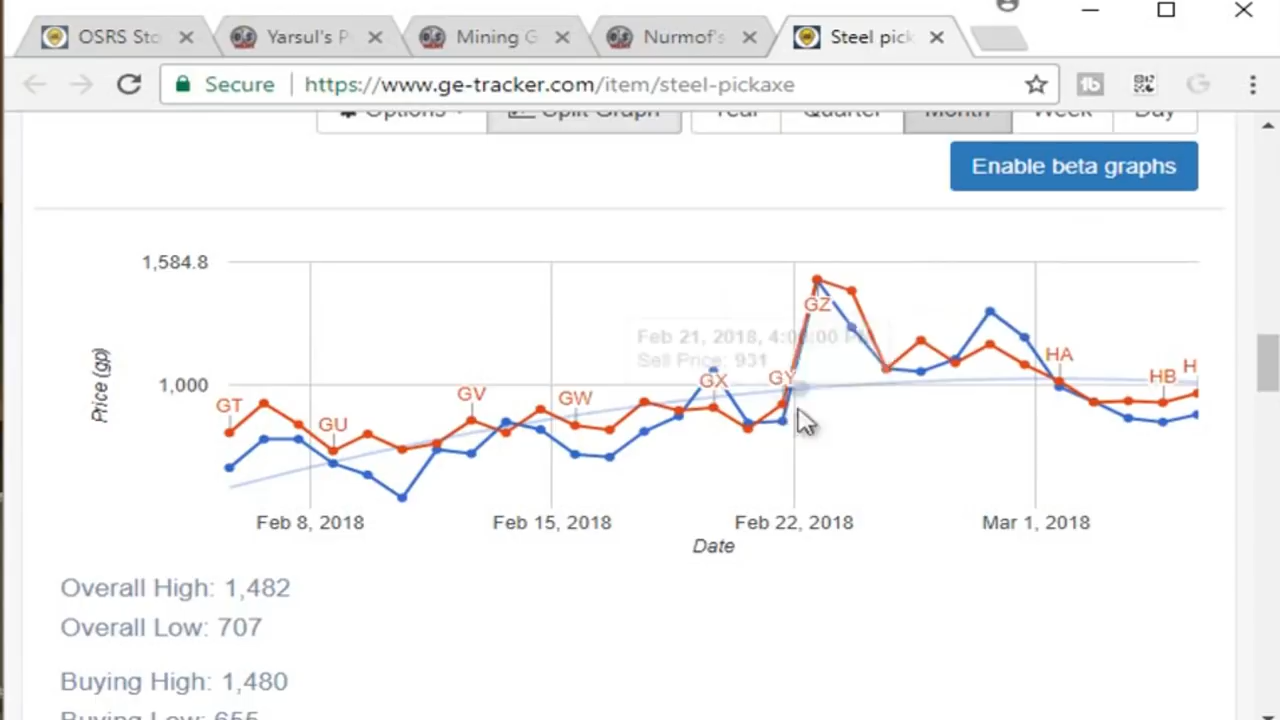 OSRS Sto
Yarsul's P
Mining G
Nurmof's
Steel pick
Secure
https://www.ge-tracker.com/item/steel-pickaxe
Options
Split Graph
Year
Quarter
Month
Week
Day
Enable beta graphs
1,584.8
1,000
Price (gp)
GT
GU
GV
GW
GX
GY
GZ
HA
HB
H
Feb 21, 2018, 4:00:00 PM
Sell Price: 931
Feb 8, 2018
Feb 15, 2018
Feb 22, 2018
Mar 1, 2018
Date
Overall High: 1,482
Overall Low: 707
Buying High: 1,480
Buying Low: 655